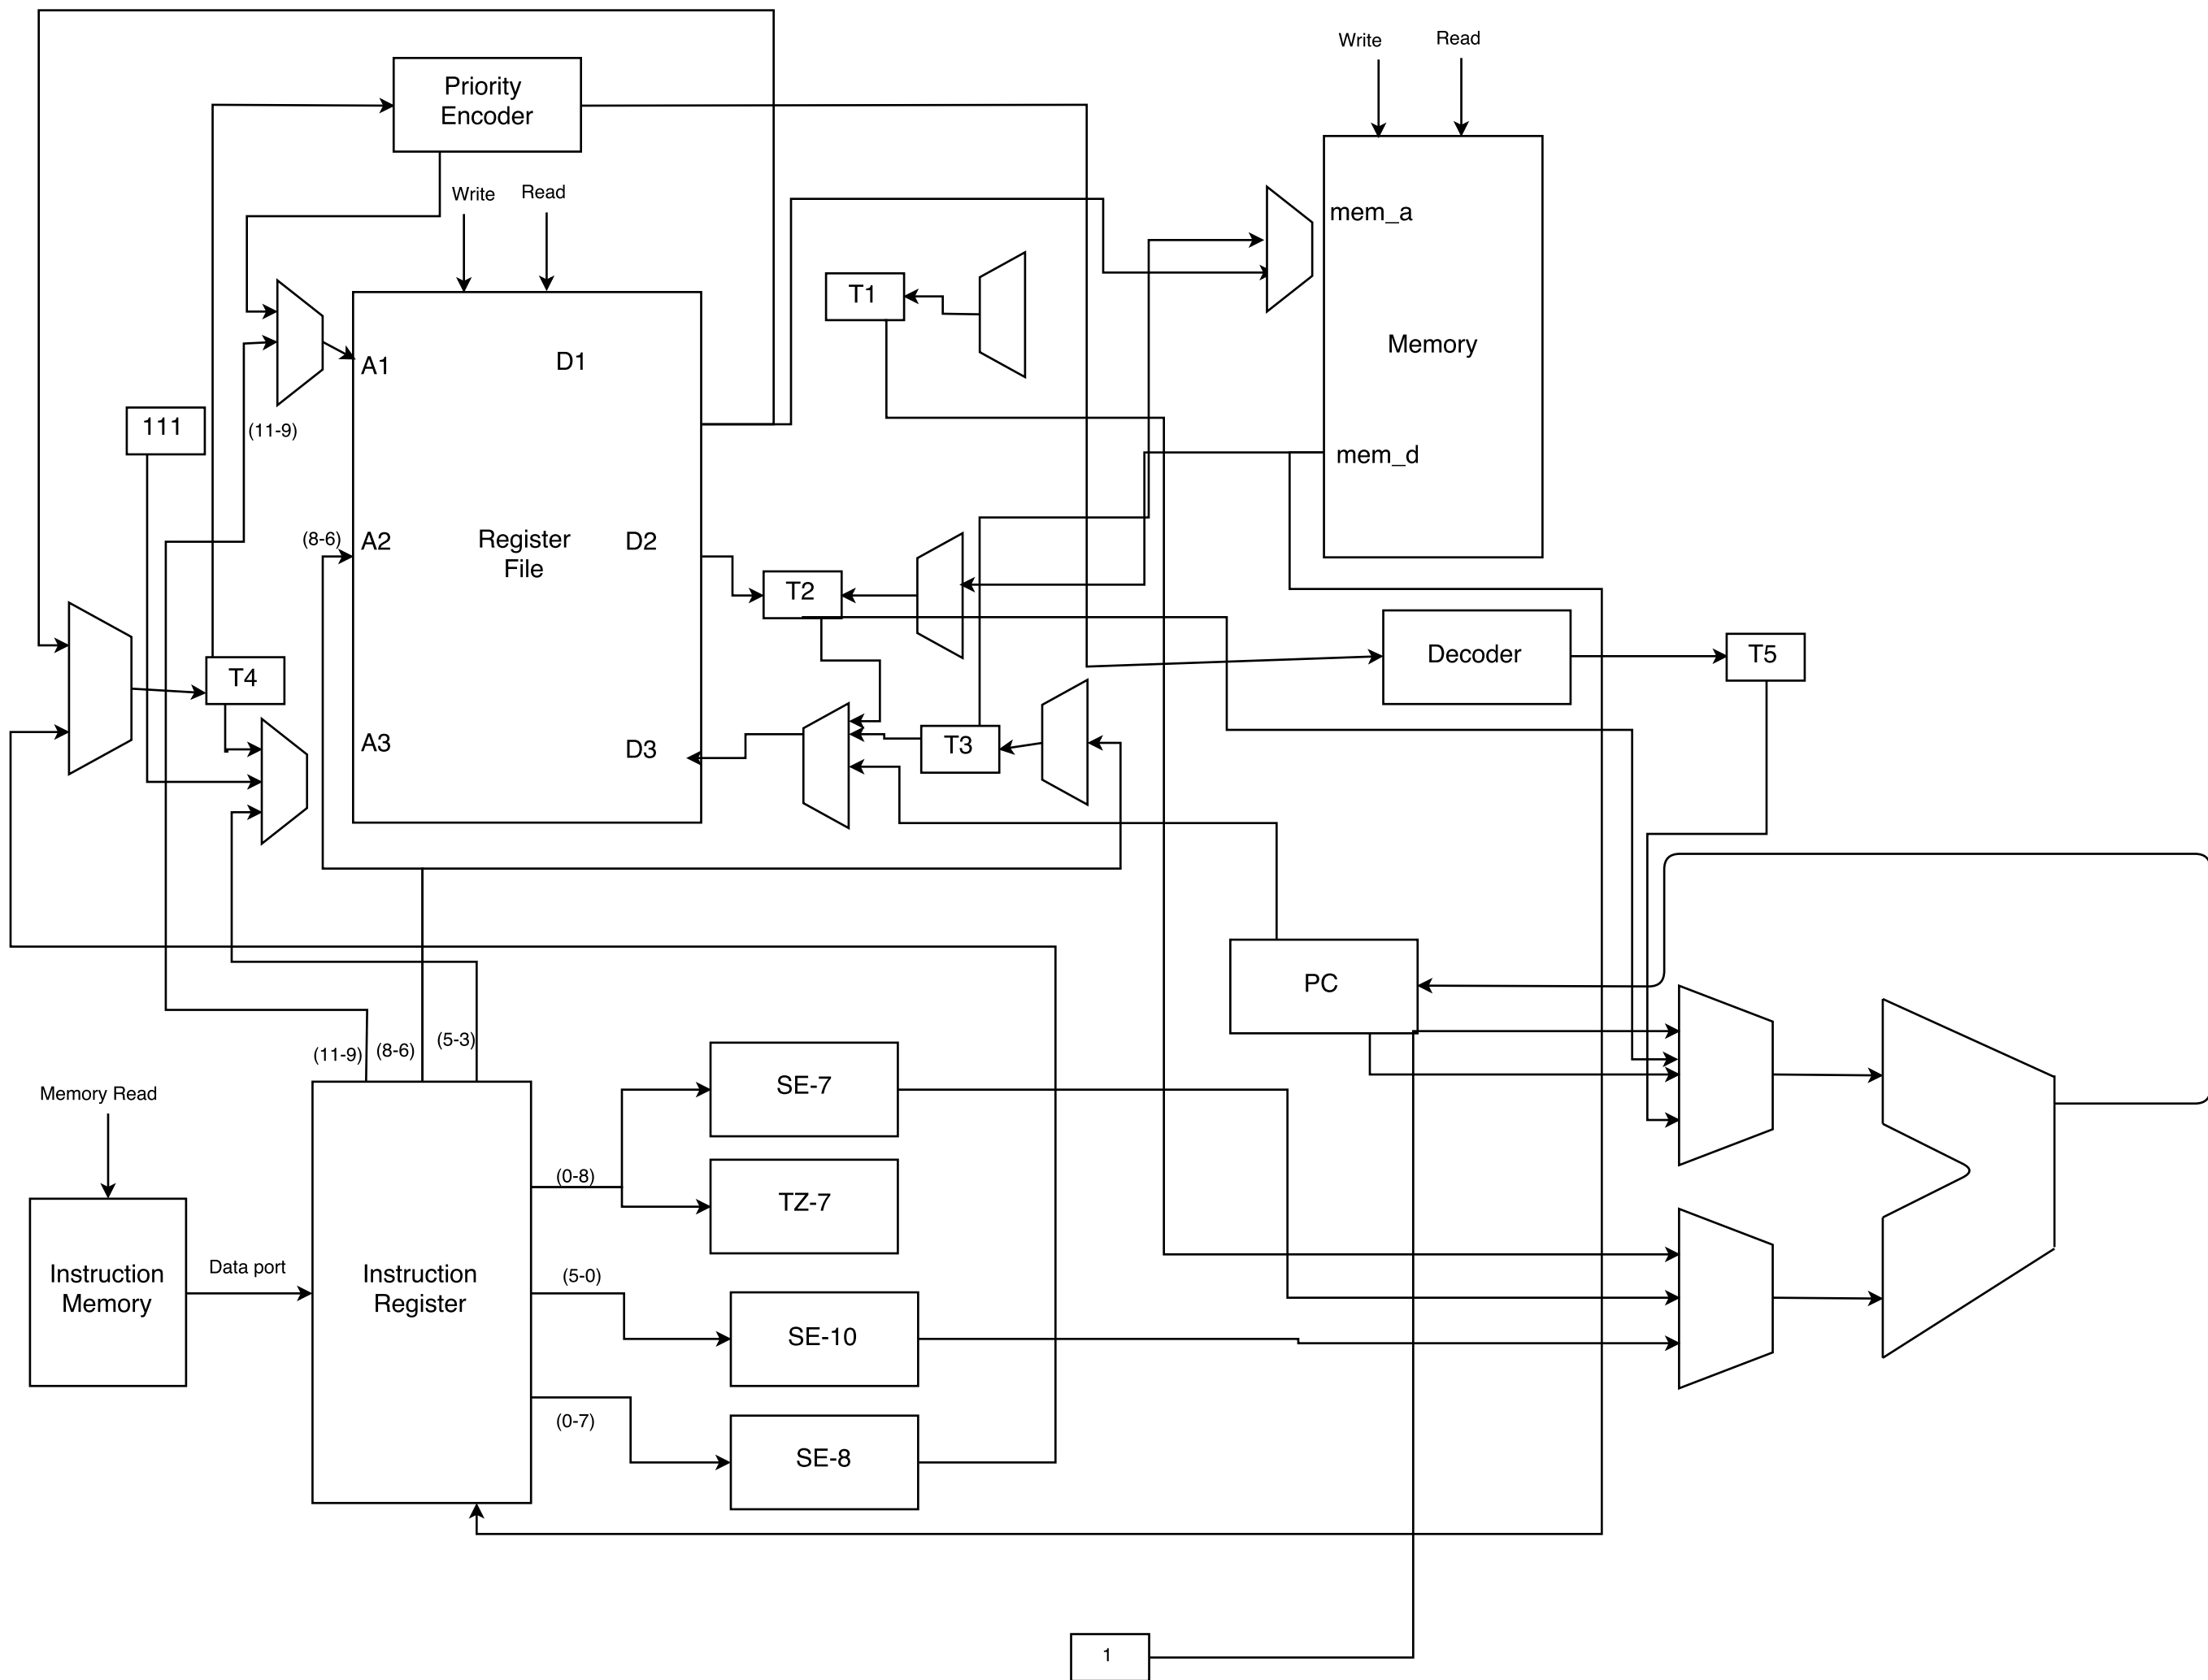 Write
Read
Priority
Encoder
Write
Read
mem_a
T1
Memory
A1
D1
111
(11-9)
mem_d
(8-6)
A2
Register
File
D2
T2
Decoder
T5
T4
A3
D3
T3
PC
(11-9)
(8-6)
(5-3)
Memory Read
SE-7
(0-8)
TZ-7
Data port
Instruction
Memory
Instruction
Register
(5-0)
SE-10
(0-7)
SE-8
1